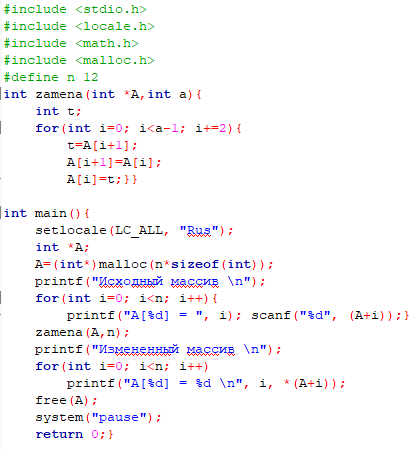 #include <stdio.h>
#include <locale.h>
#include <math.h>
#include <malloc.h>
#define n 12
int zamena(int *A,int a){
    int t;
    for(int i=0; i<a-1; i+=2){
        t=A[i+1];
        A[i+1]=A[i];
        A[i]=t;}}

int main(){
    setlocale(LC_ALL, "Rus");
    int *A;
    A=(int*)malloc(n*sizeof(int));
    printf("Исходный массив \n");
    for(int i=0; i<n; i++){
        printf("A[%d] = ", i); scanf("%d", (A+i));}
    zamena(A,n);
    printf("Измененный массив \n");
    for(int i=0; i<n; i++)
        printf("A[%d] = %d \n", i, *(A+i));
    free(A);
    system("pause");
    return 0;}